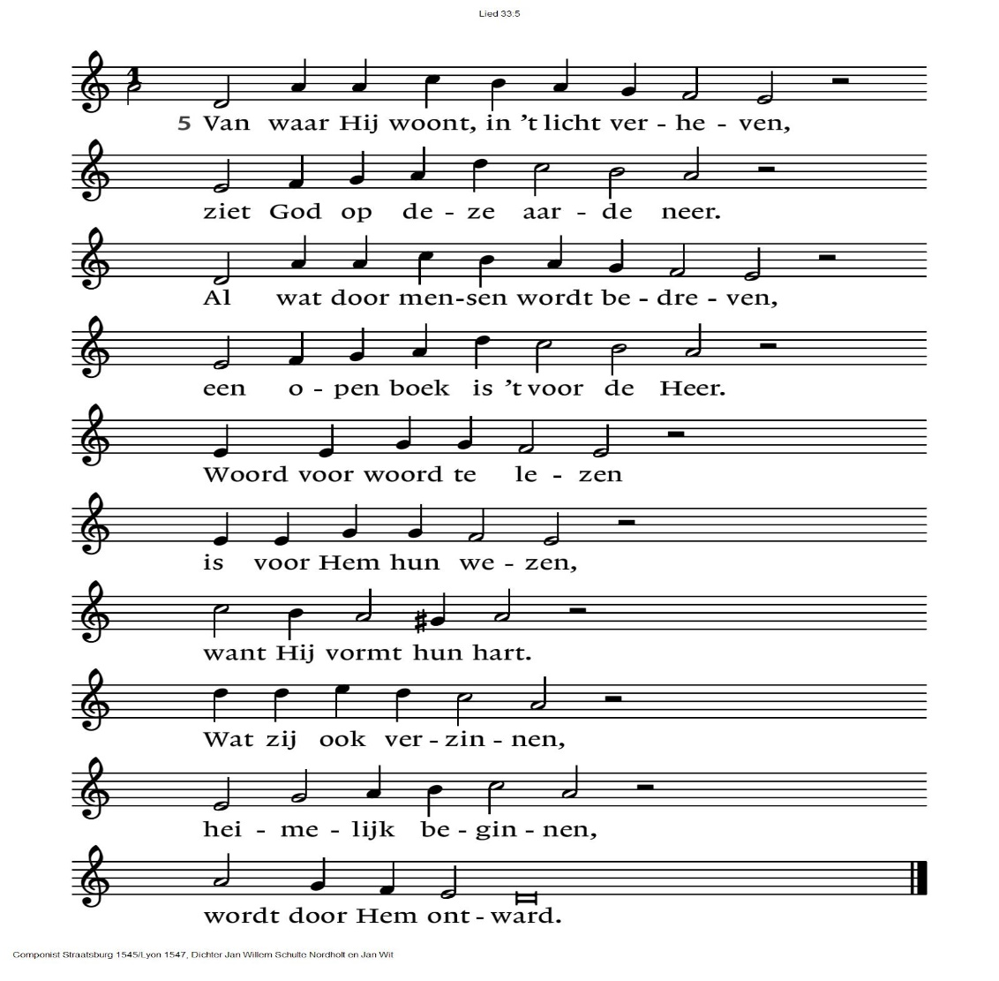 Lied 33:5
1
5 Van waar Hij woont, in ’t licht ver - he - ven,
ziet God op de - ze aar - de neer.
Al wat door men-sen wordt be - dre - ven,
een o - pen boek is ’t voor de Heer.
Woord voor woord te le - zen
is voor Hem hun we - zen,
want Hij vormt hun hart.
Wat zij ook ver - zin - nen,
hei - me - lijk be - gin - nen,
wordt door Hem ont - ward.
Componist Straatsburg 1545/Lyon 1547, Dichter Jan Willem Schulte Nordholt en Jan Wit